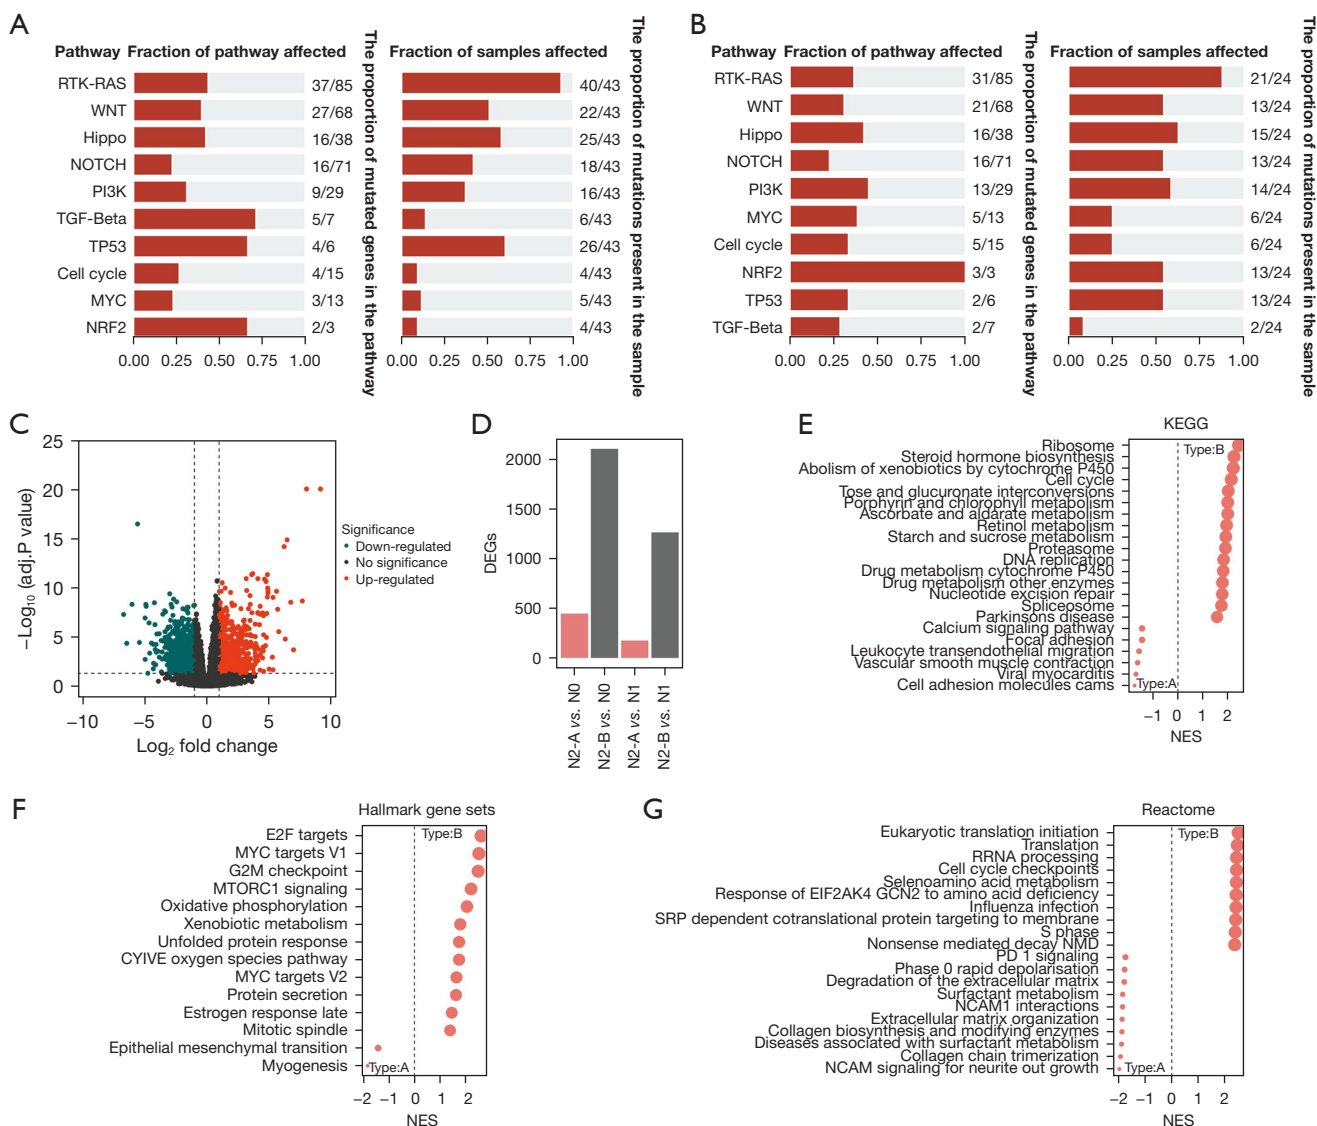 A
Pathway Fraction of pathway affected
The proportion of mutated genes in the pathway
Fraction of samples affected
The proportion of mutations present in the sample
RTK-RAS 37/85 40/43
WNT 27/68 22/43
Hippo 16/38 25/43
NOTCH 16/71 18/43
PI3K 9/29 16/43
TGF-Beta 5/7 6/43
TP53 4/6 26/43
Cell cycle 4/15 4/43
MYC 3/13 5/43
NRF2 2/3 4/43
0.00 0.25 0.50 0.75 1.00 0.00 0.25 0.50 0.75 1.00
B
Pathway Fraction of pathway affected
The proportion of mutated genes in the pathway
Fraction of samples affected
The proportion of mutations present in the sample
RTK-RAS 31/85 21/24
WNT 21/68 13/24
Hippo 16/38 15/24
NOTCH 16/71 13/24
PI3K 13/29 14/24
MYC 5/13 6/24
Cell cycle 5/15 6/24
NRF2 3/3 13/24
TP53 2/6 13/24
TGF-Beta 2/7 2/24
0.00 0.25 0.50 0.75 1.00 0.00 0.25 0.50 0.75 1.00
C
−Log10 (adj.P value)
25
20
15
10
5
0
−10 −5 0 5 10
Log2 fold change
Significance
Down-regulated
No significance
Up-regulated
D
DEGs
2000
1500
1000
500
0
N2-A vs. N0
N2-B vs. N0
N2-A vs. N1
N2-B vs. N1
E
KEGG
Type:B
Ribosome
Steroid hormone biosynthesis
Abolism of xenobiotics by cytochrome P450
Cell cycle
Tose and glucuronate interconversions
Porphyrin and chlorophyll metabolism
Ascorbate and aldarate metabolism
Retinol metabolism
Starch and sucrose metabolism
Proteasome
DNA replication
Drug metabolism cytochrome P450
Drug metabolism other enzymes
Nucleotide excision repair
Spliceosome
Parkinsons disease
Calcium signaling pathway
Focal adhesion
Leukocyte transendothelial migration
Vascular smooth muscle contraction
Viral myocarditis
Cell adhesion molecules cams
Type:A
−1 0 1 2
NES
F
Hallmark gene sets
Type:B
E2F targets
MYC targets V1
G2M checkpoint
MTORC1 signaling
Oxidative phosphorylation
Xenobiotic metabolism
Unfolded protein response
CYIVE oxygen species pathway
MYC targets V2
Protein secretion
Estrogen response late
Mitotic spindle
Epithelial mesenchymal transition
Myogenesis
Type:A
−2 −1 0 1 2
NES
G
Reactome
Type:B
Eukaryotic translation initiation
Translation
RRNA processing
Cell cycle checkpoints
Selenoamino acid metabolism
Response of EIF2AK4 GCN2 to amino acid deficiency
Influenza infection
SRP dependent cotranslational protein targeting to membrane
S phase
Nonsense mediated decay NMD
PD 1 signaling
Phase 0 rapid depolarisation
Degradation of the extracellular matrix
Surfactant metabolism
NCAM1 interactions
Extracellular matrix organization
Collagen biosynthesis and modifying enzymes
Diseases associated with surfactant metabolism
Collagen chain trimerization
NCAM signaling for neurite out growth
Type:A
−2 −1 0 1 2
NES